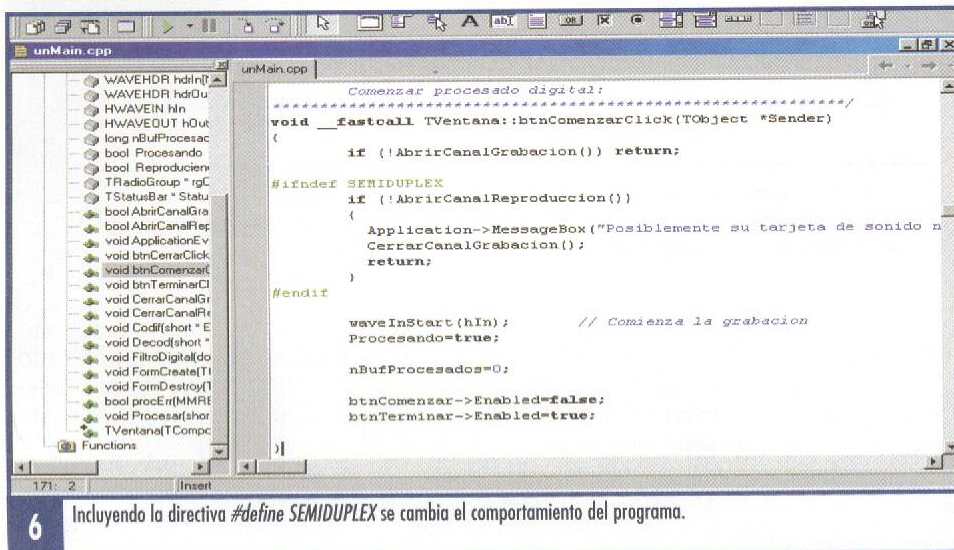 unMain.cpp
WAVEHDR hdrIn[
WAVEHDR hdrOu
HWAVEIN hIn
HWAVEOUT hOut
long nBufProcesac
bool Procesando
bool Reproducien
TRadioGroup * rgC
TStatusBar * Statu
bool AbrirCanalGra
bool AbrirCanalRep
void ApplicationEv
void btnCerrarClick
void btnComenzarC
void btnTerminarCl
void CerrarCanalGr
void CerrarCanalRe
void Codif(short * E
void Decod(short *
void FiltroDigital(do
void FormCreate(T
void FormDestroy(T
bool procErr(MMRE
void Procesar(shor
TVentana(TCompo
Functions
unMain.cpp
Comenzar procesado digital:
****************************************************************/
void __fastcall TVentana::btnComenzarClick(TObject *Sender)
{
if (!AbrirCanalGrabacion()) return;
#ifndef SEMIDUPLEX
if (!AbrirCanalReproduccion())
{
Application->MessageBox("Posiblemente su tarjeta de sonido n
CerrarCanalGrabacion();
return;
}
#endif
waveInStart(hIn); // Comienza la grabacion
Procesando=true;
nBufProcesados=0;
btnComenzar->Enabled=false;
btnTerminar->Enabled=true;
}
171: 2 Insert
6 Incluyendo la directiva #define SEMIDUPLEX se cambia el comportamiento del programa.